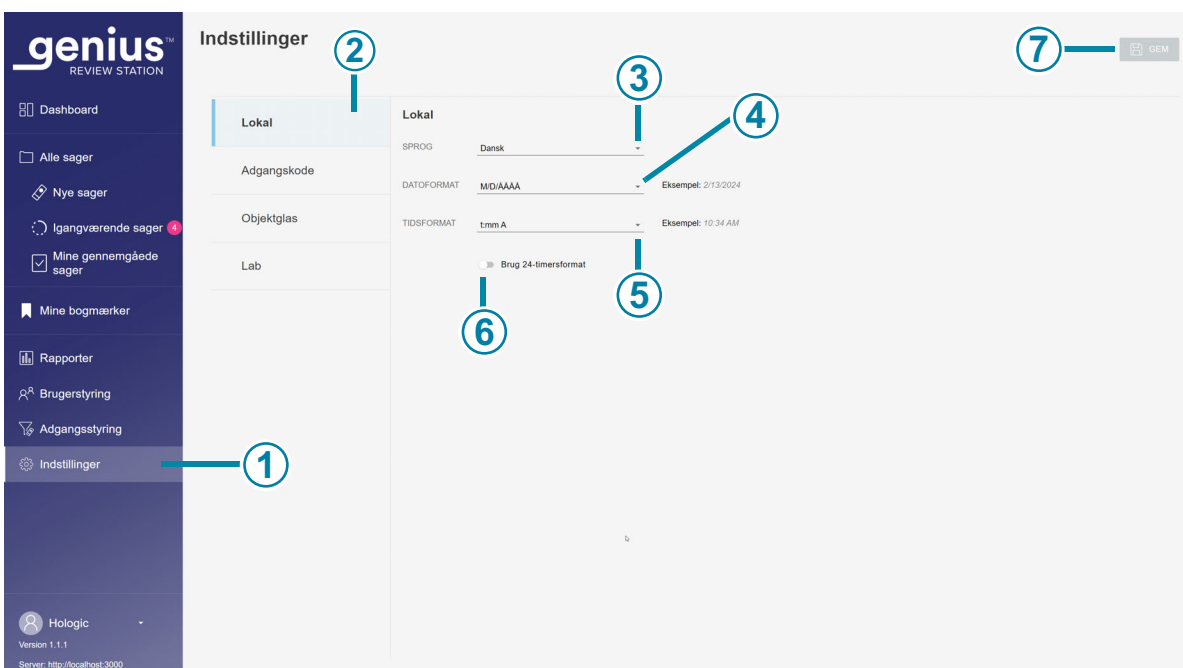 genius™
REVIEW STATION
Dashboard
Alle sager
Nye sager
Igangværende sager 4
Mine gennemgåede
sager
Mine bogmærker
Rapporter
Brugerstyring
Adgangsstyring
Indstillinger
Hologic
Version 1.1.1
Server: http://localhost:3000
Indstillinger
Lokal
Adgangskode
Objektglas
Lab
Lokal
SPROG Dansk
DATOFORMAT M/D/ÅÅÅÅ Eksempel: 2/13/2024
TIDSFORMAT t:mm A Eksempel: 10:34 AM
Brug 24-timersformat
GEM
1
2
3
4
5
6
7